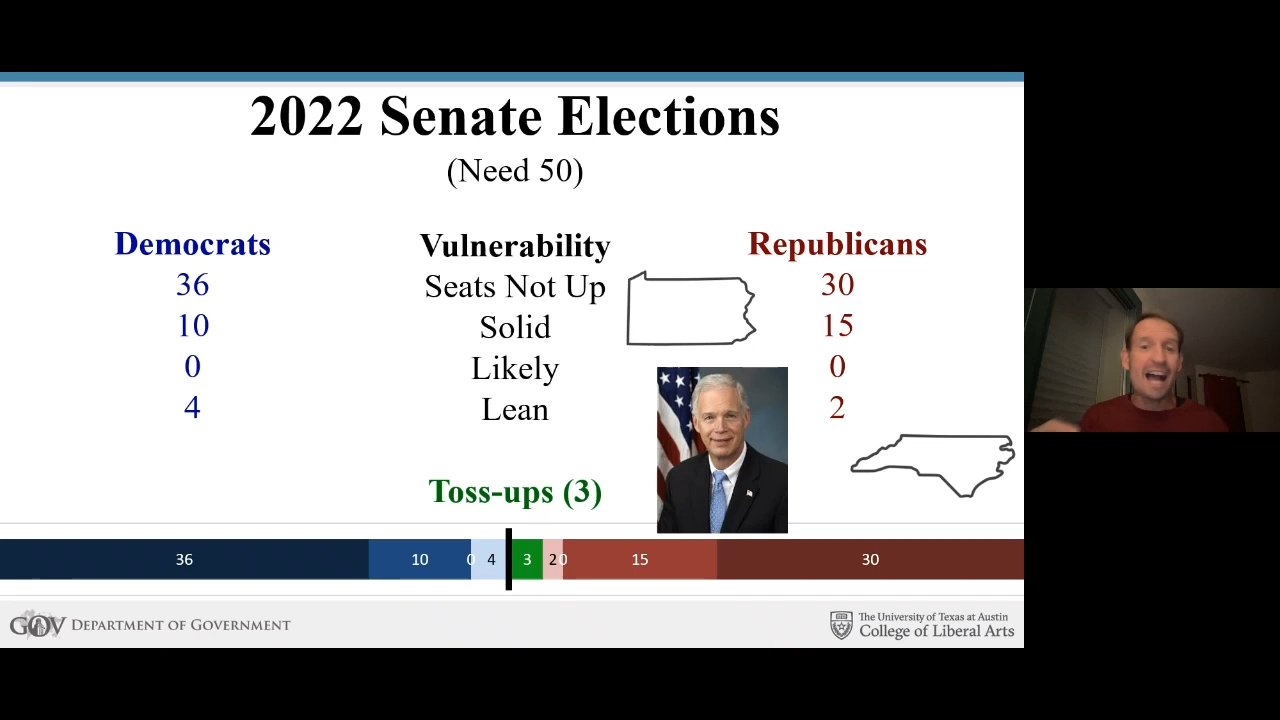 2022 Senate Elections
(Need 50)
Democrats Vulnerability Republicans
36 Seats Not Up 30
10 Solid 15
0 Likely 0
4 Lean 2
Toss-ups (3)
36 10 0 4 3 2 0 15 30
GOV DEPARTMENT OF GOVERNMENT
The University of Texas at Austin
College of Liberal Arts